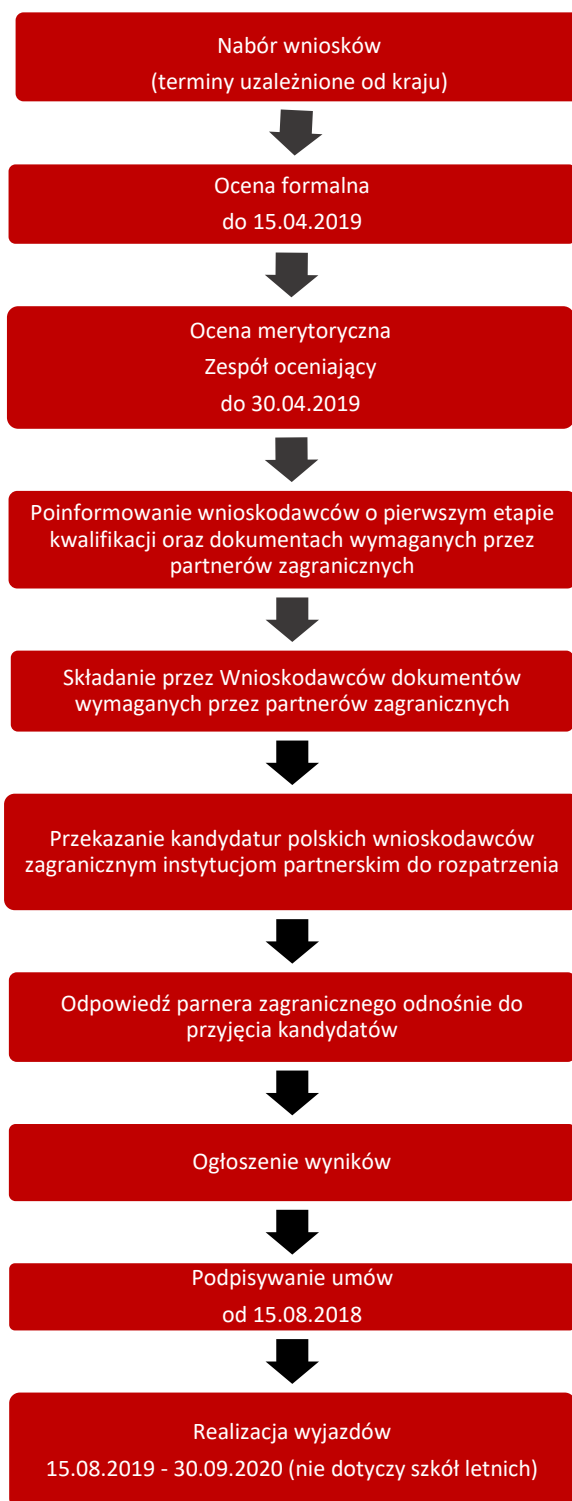 Nabór wniosków
(terminy uzależnione od kraju)
Ocena formalna
do 15.04.2019
Ocena merytoryczna
Zespół oceniający
do 30.04.2019
Poinformowanie wnioskodawców o pierwszym etapie
kwalifikacji oraz dokumentach wymaganych przez
partnerów zagranicznych
Składanie przez Wnioskodawców dokumentów
wymaganych przez partnerów zagranicznych
Przekazanie kandydatur polskich wnioskodawców
zagranicznym instytucjom partnerskim do rozpatrzenia
Odpowiedź parnera zagranicznego odnośnie do
przyjęcia kandydatów
Ogłoszenie wyników
Podpisywanie umów
od 15.08.2018
Realizacja wyjazdów
15.08.2019 - 30.09.2020 (nie dotyczy szkół letnich)